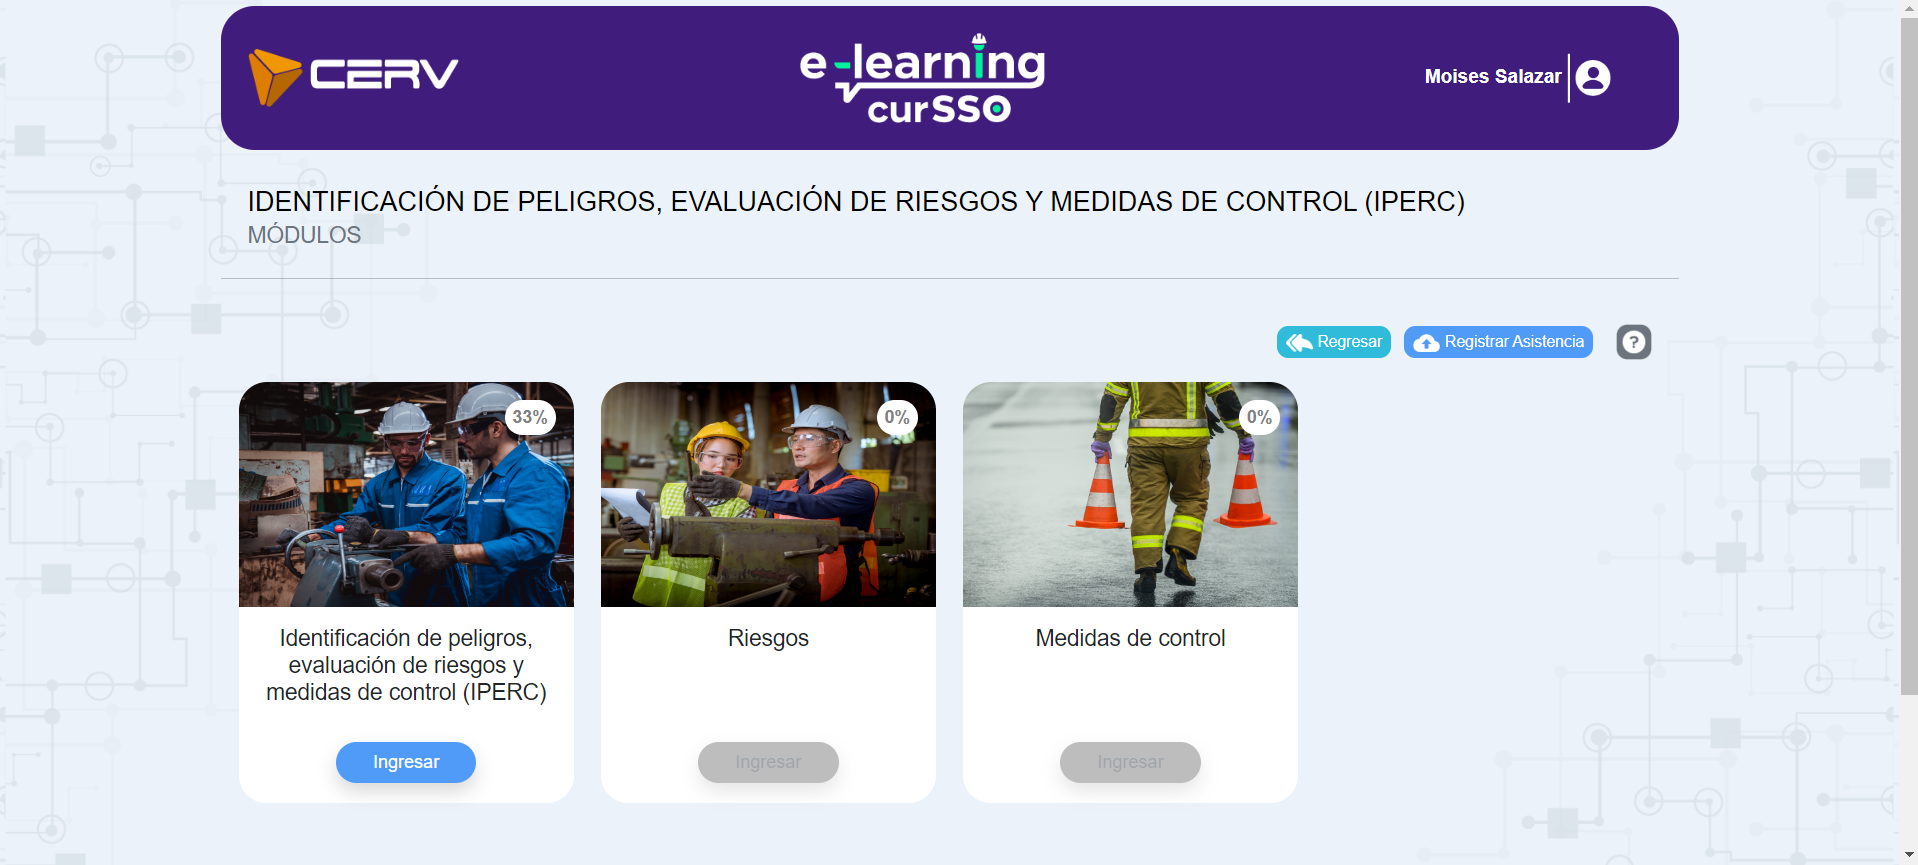 CERV
e-learning
curSSO
Moises Salazar
IDENTIFICACIÓN DE PELIGROS, EVALUACIÓN DE RIESGOS Y MEDIDAS DE CONTROL (IPERC)
MÓDULOS
Regresar
Registrar Asistencia
?
33%
0%
0%
Identificación de peligros,
evaluación de riesgos y
medidas de control (IPERC)
Riesgos
Medidas de control
Ingresar
Ingresar
Ingresar